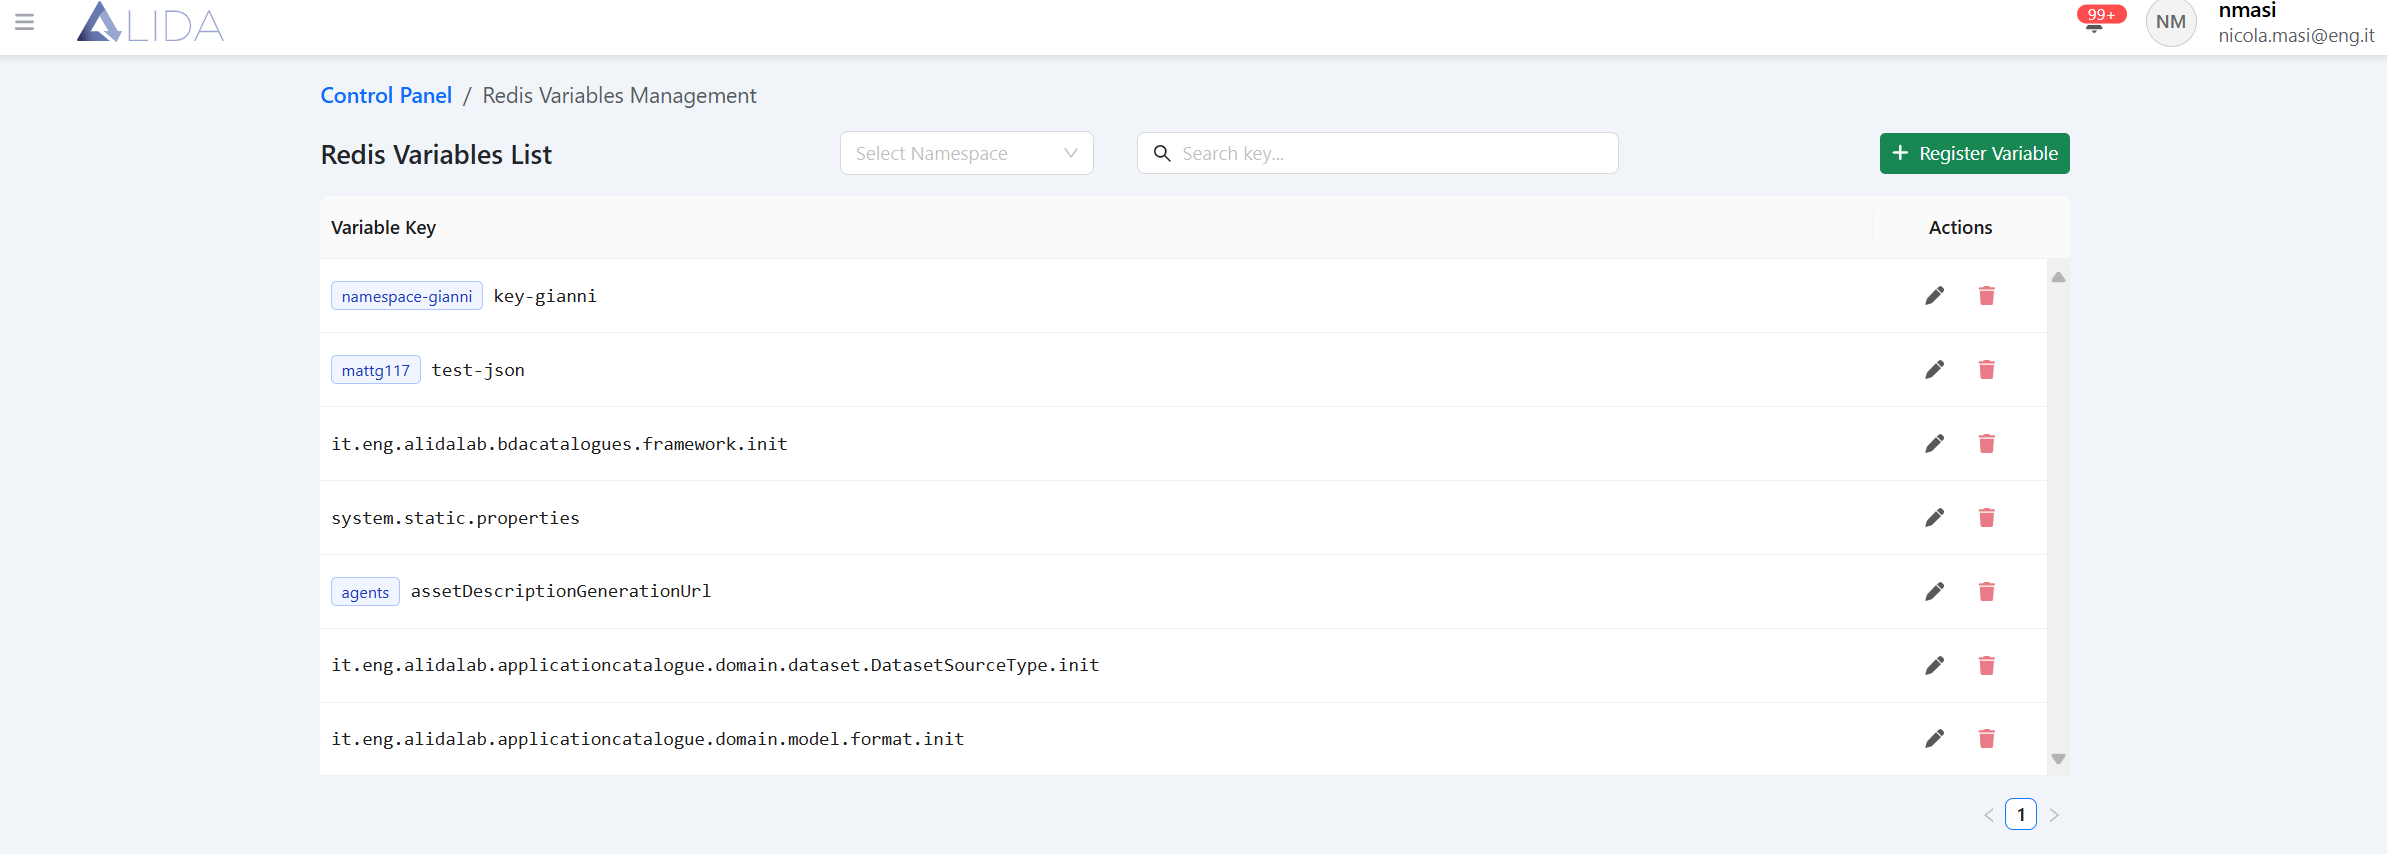 ALIDA
99+
NM
nmasi
nicola.masi@eng.it
Control Panel / Redis Variables Management
Redis Variables List
Select Namespace
Search key...
+ Register Variable
Variable Key
Actions
namespace-gianni key-gianni
mattg117 test-json
it.eng.alidalab.bdacatalogues.framework.init
system.static.properties
agents assetDescriptionGenerationUrl
it.eng.alidalab.applicationcatalogue.domain.dataset.DatasetSourceType.init
it.eng.alidalab.applicationcatalogue.domain.model.format.init
< 1 >